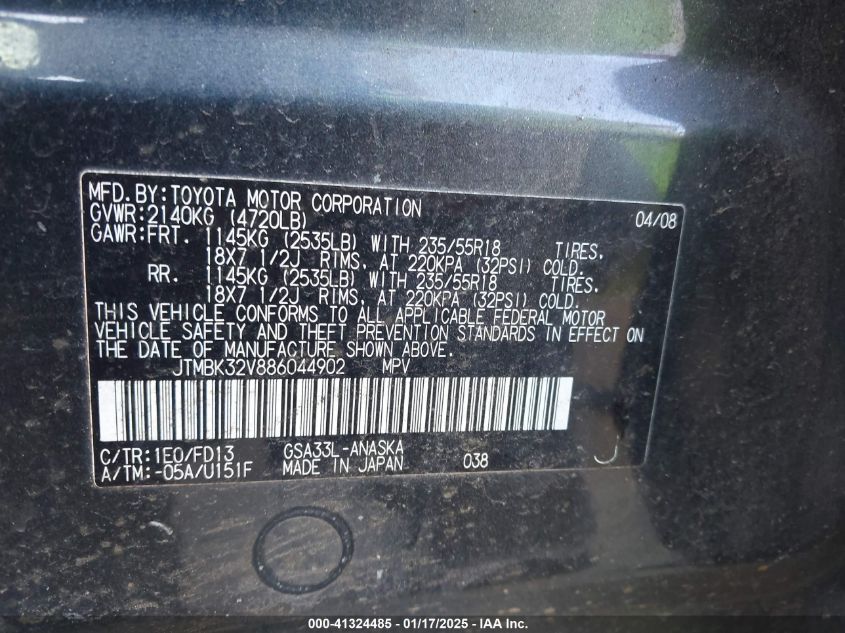 MFD.BY:TOYOTA MOTOR CORPORATION 04/08
GVWR:2140KG (4720LB)
GAWR:FRT. 1145KG (2535LB) WITH 235/55R18 TIRES,
18X7 1/2J RIMS, AT 220KPA (32PSI) COLD.
RR. 1145KG (2535LB) WITH 235/55R18 TIRES,
18X7 1/2J RIMS, AT 220KPA (32PSI) COLD.
THIS VEHICLE CONFORMS TO ALL APPLICABLE FEDERAL MOTOR
VEHICLE SAFETY AND THEFT PREVENTION STANDARDS IN EFFECT ON
THE DATE OF MANUFACTURE SHOWN ABOVE.
JTMBK32V886044902 MPV
C/TR:1E0/FD13 GSA33L-ANASKA
A/TM:-05A/U151F MADE IN JAPAN 038 J
000-41324485 - 01/17/2025 - IAA Inc.